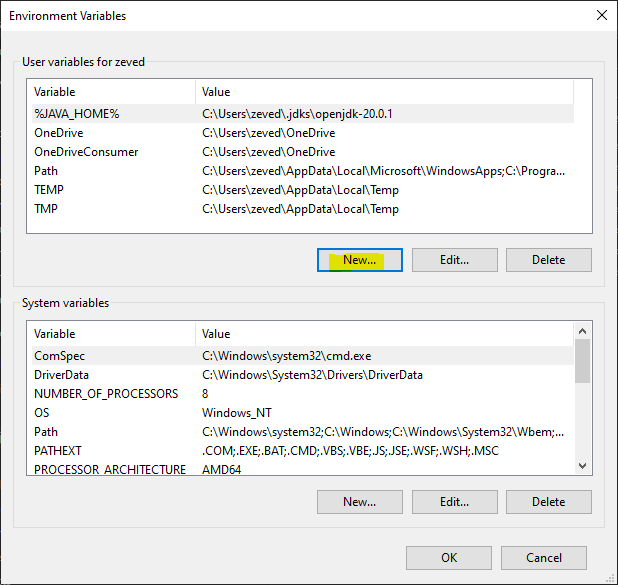 Environment Variables
User variables for zeved
Variable Value
%JAVA_HOME% C:\Users\zeved\.jdks\openjdk-20.0.1
OneDrive C:\Users\zeved\OneDrive
OneDriveConsumer C:\Users\zeved\OneDrive
Path C:\Users\zeved\AppData\Local\Microsoft\WindowsApps;C:\Progra...
TEMP C:\Users\zeved\AppData\Local\Temp
TMP C:\Users\zeved\AppData\Local\Temp
New... Edit... Delete
System variables
Variable Value
ComSpec C:\Windows\system32\cmd.exe
DriverData C:\Windows\System32\Drivers\DriverData
NUMBER_OF_PROCESSORS 8
OS Windows_NT
Path C:\Windows\system32;C:\Windows;C:\Windows\System32\Wbem;...
PATHEXT .COM;.EXE;.BAT;.CMD;.VBS;.VBE;.JS;.JSE;.WSF;.WSH;.MSC
PROCESSOR_ARCHITECTURE AMD64
New... Edit... Delete
OK Cancel